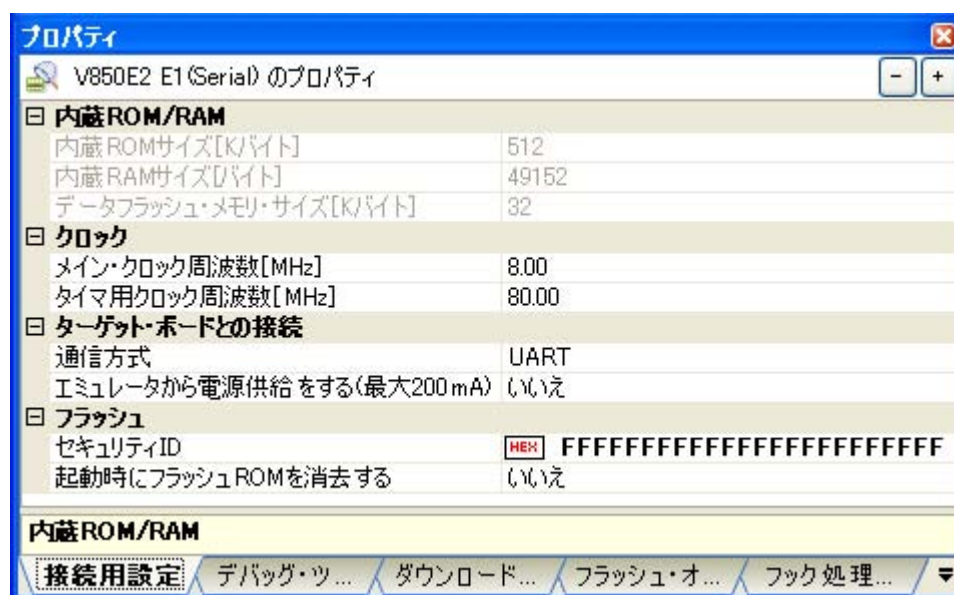 プロパティ
V850E2 E1(Serial) のプロパティ
内蔵ROM/RAM
内蔵ROMサイズ[Kバイト] 512
内蔵RAMサイズ[バイト] 49152
データフラッシュ・メモリ・サイズ[Kバイト] 32
クロック
メイン・クロック周波数[MHz] 8.00
タイマ用クロック周波数[MHz] 80.00
ターゲット・ボードとの接続
通信方式 UART
エミュレータから電源供給をする(最大200mA) いいえ
フラッシュ
セキュリティID HEX FFFFFFFFFFFFFFFFFFFFFFFF
起動時にフラッシュROMを消去する いいえ
内蔵ROM/RAM
接続用設定 デバッグ・ツ... ダウンロード... フラッシュ・オ... フック処理...